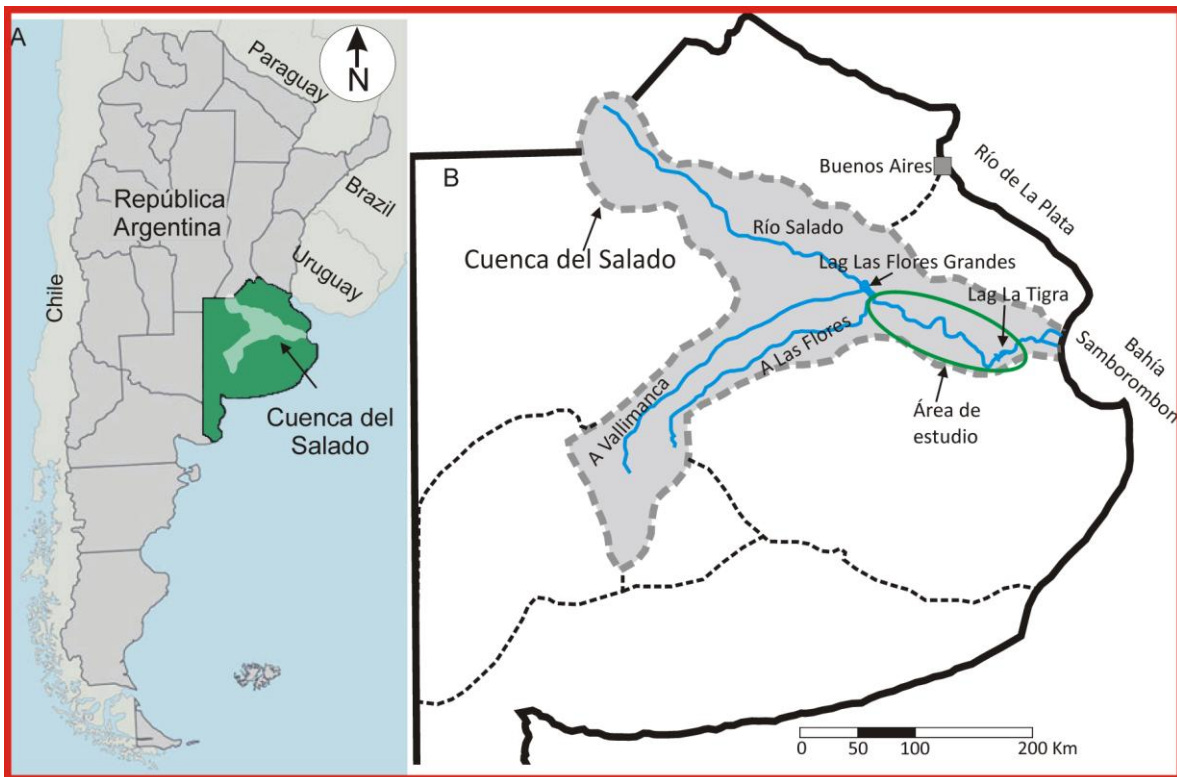 A
N
Paraguay
Brazil
República
Argentina
Uruguay
Chile
Cuenca del
Salado
B
Buenos Aires
Río de La Plata
Río Salado
Cuenca del Salado
Lag Las Flores Grandes
Lag La Tigra
A Las Flores
Bahía
Samborombon
A Vallimanca
Área de
estudio
0 50 100 200 Km